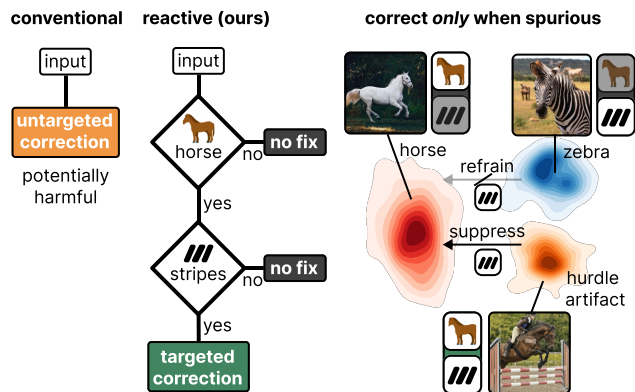 conventional
reactive (ours)
correct only when spurious
input
untargeted
correction
potentially
harmful
input
horse
no
no fix
yes
stripes
no
no fix
yes
targeted
correction
horse
zebra
refrain
suppress
hurdle
artifact